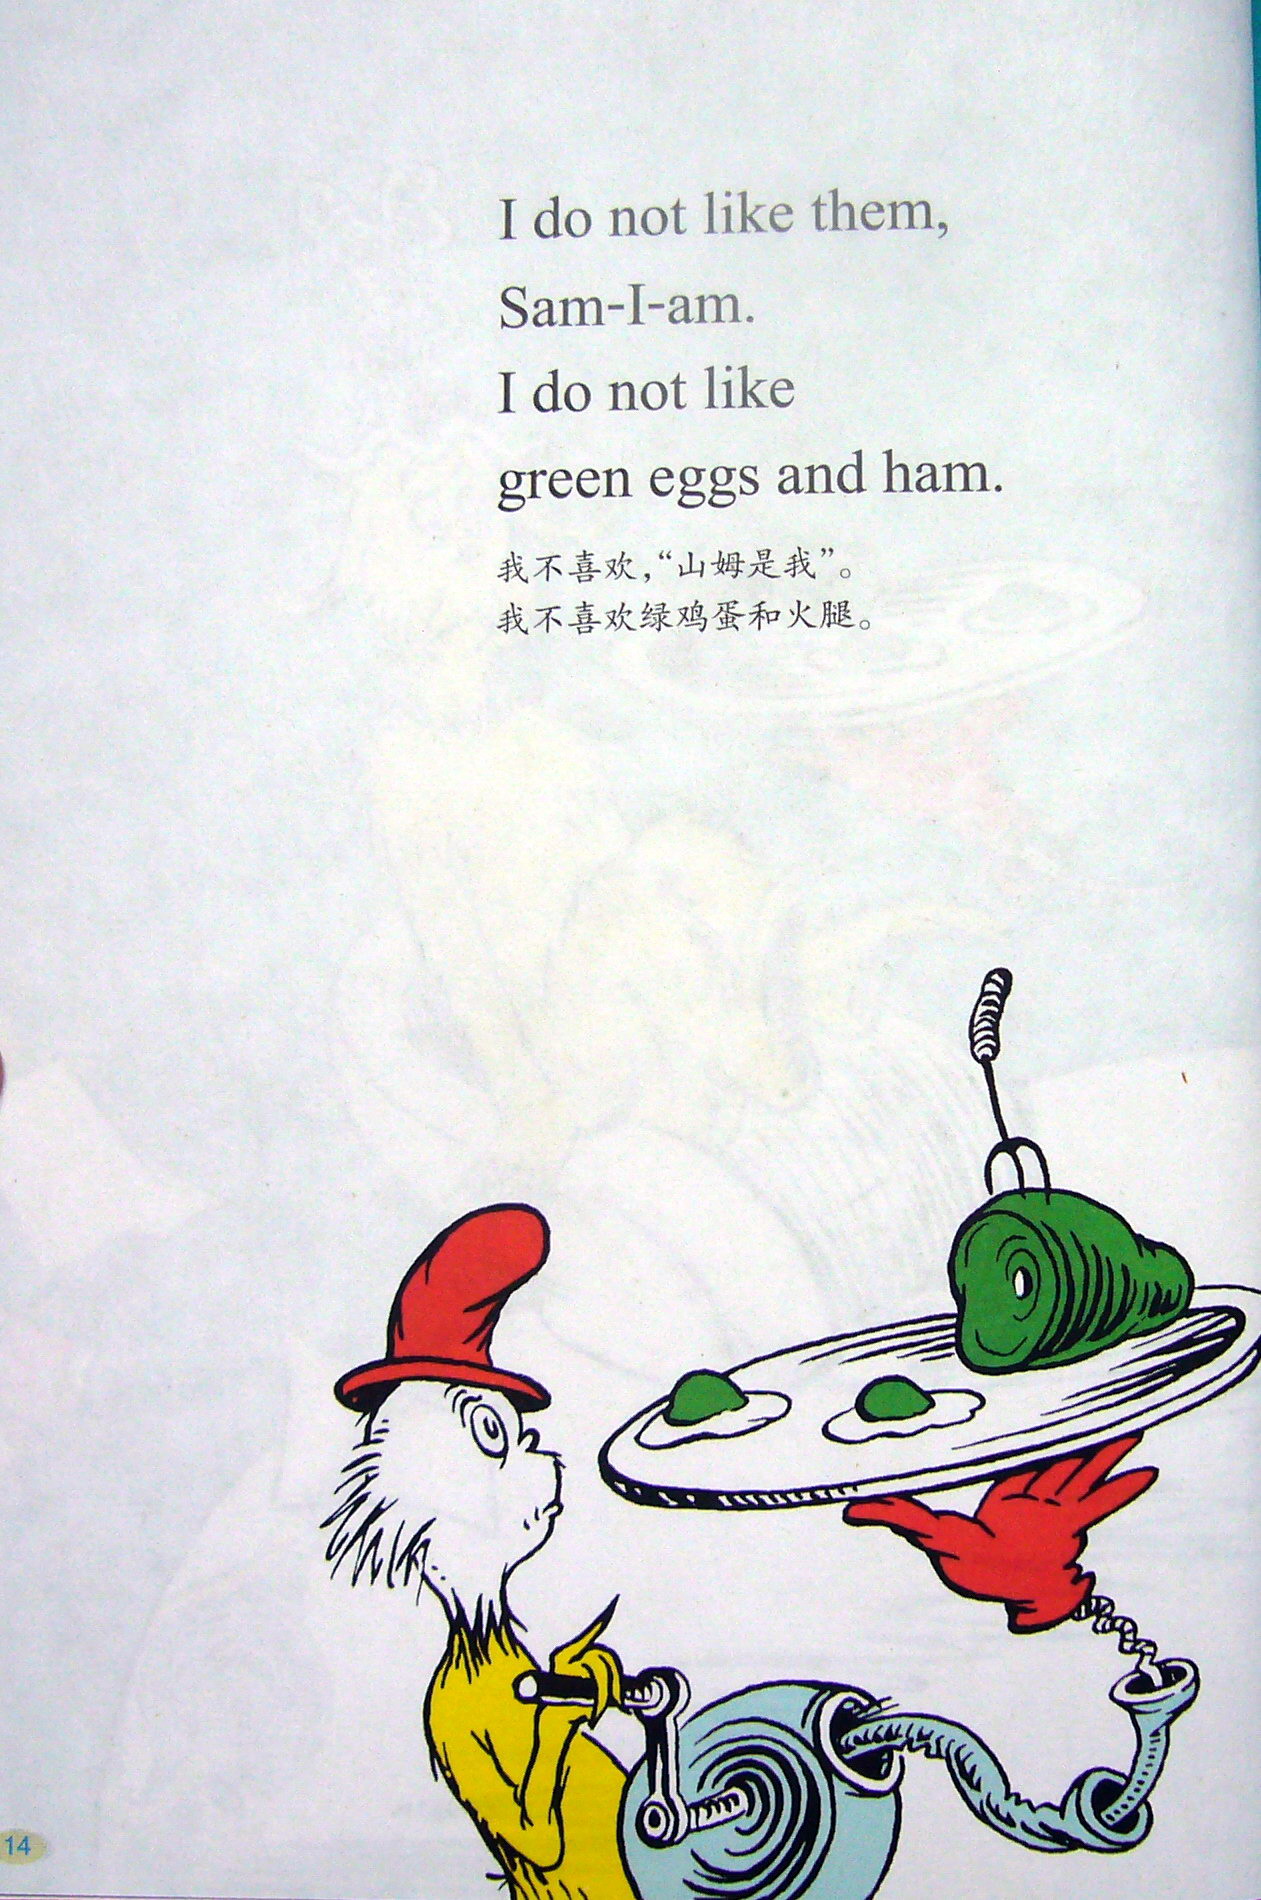 I do not like them,
Sam-I-am.
I do not like
green eggs and ham.
我不喜欢,“山姆是我”。
我不喜欢绿鸡蛋和火腿。
14